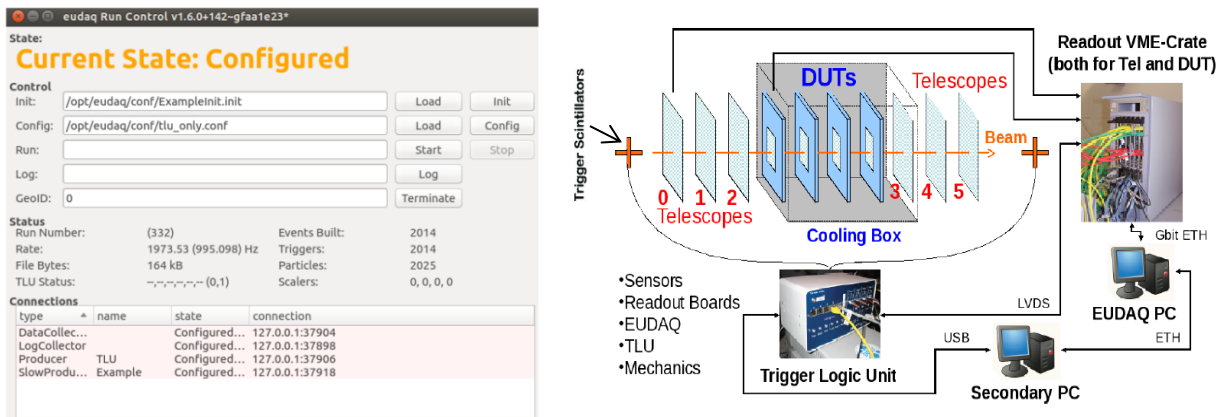 eudaq Run Control v1.6.0+142~gfaa1e23*
State:
Current State: Configured
Control
Init: /opt/eudaq/conf/ExampleInit.init Load Init
Config: /opt/eudaq/conf/tlu_only.conf Load Config
Run: Start Stop
Log: Log
GeoID: 0 Terminate
Status
Run Number: (332) Events Built: 2014
Rate: 1973.53 (995.098) Hz Triggers: 2014
File Bytes: 164 kB Particles: 2025
TLU Status: --,--,--,--,--,-- (0,1) Scalers: 0, 0, 0, 0
Connections
type name state connection
DataCollec... Configured... 127.0.0.1:37904
LogCollector Configured... 127.0.0.1:37898
Producer TLU Configured... 127.0.0.1:37906
SlowProdu... Example Configured... 127.0.0.1:37918
Trigger Scintillators
DUTs
Telescopes
Readout VME-Crate
(both for Tel and DUT)
Beam
0 1 2 3 4 5
Telescopes
Cooling Box
Gbit ETH
•Sensors
•Readout Boards
•EUDAQ
•TLU
•Mechanics
LVDS
EUDAQ PC
USB
ETH
Trigger Logic Unit
Secondary PC